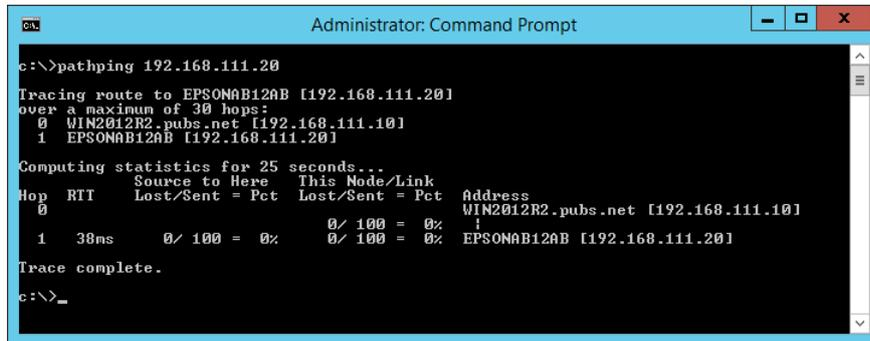 Administrator: Command Prompt
c:\>pathping 192.168.111.20
Tracing route to EPSONAB12AB [192.168.111.20]
over a maximum of 30 hops:
0 WIN2012R2.pubs.net [192.168.111.10]
1 EPSONAB12AB [192.168.111.20]
Computing statistics for 25 seconds...
Source to Here This Node/Link
Hop RTT Lost/Sent = Pct Lost/Sent = Pct Address
0 WIN2012R2.pubs.net [192.168.111.10]
0/ 100 = 0% |
1 38ms 0/ 100 = 0% 0/ 100 = 0% EPSONAB12AB [192.168.111.20]
Trace complete.
c:\>_